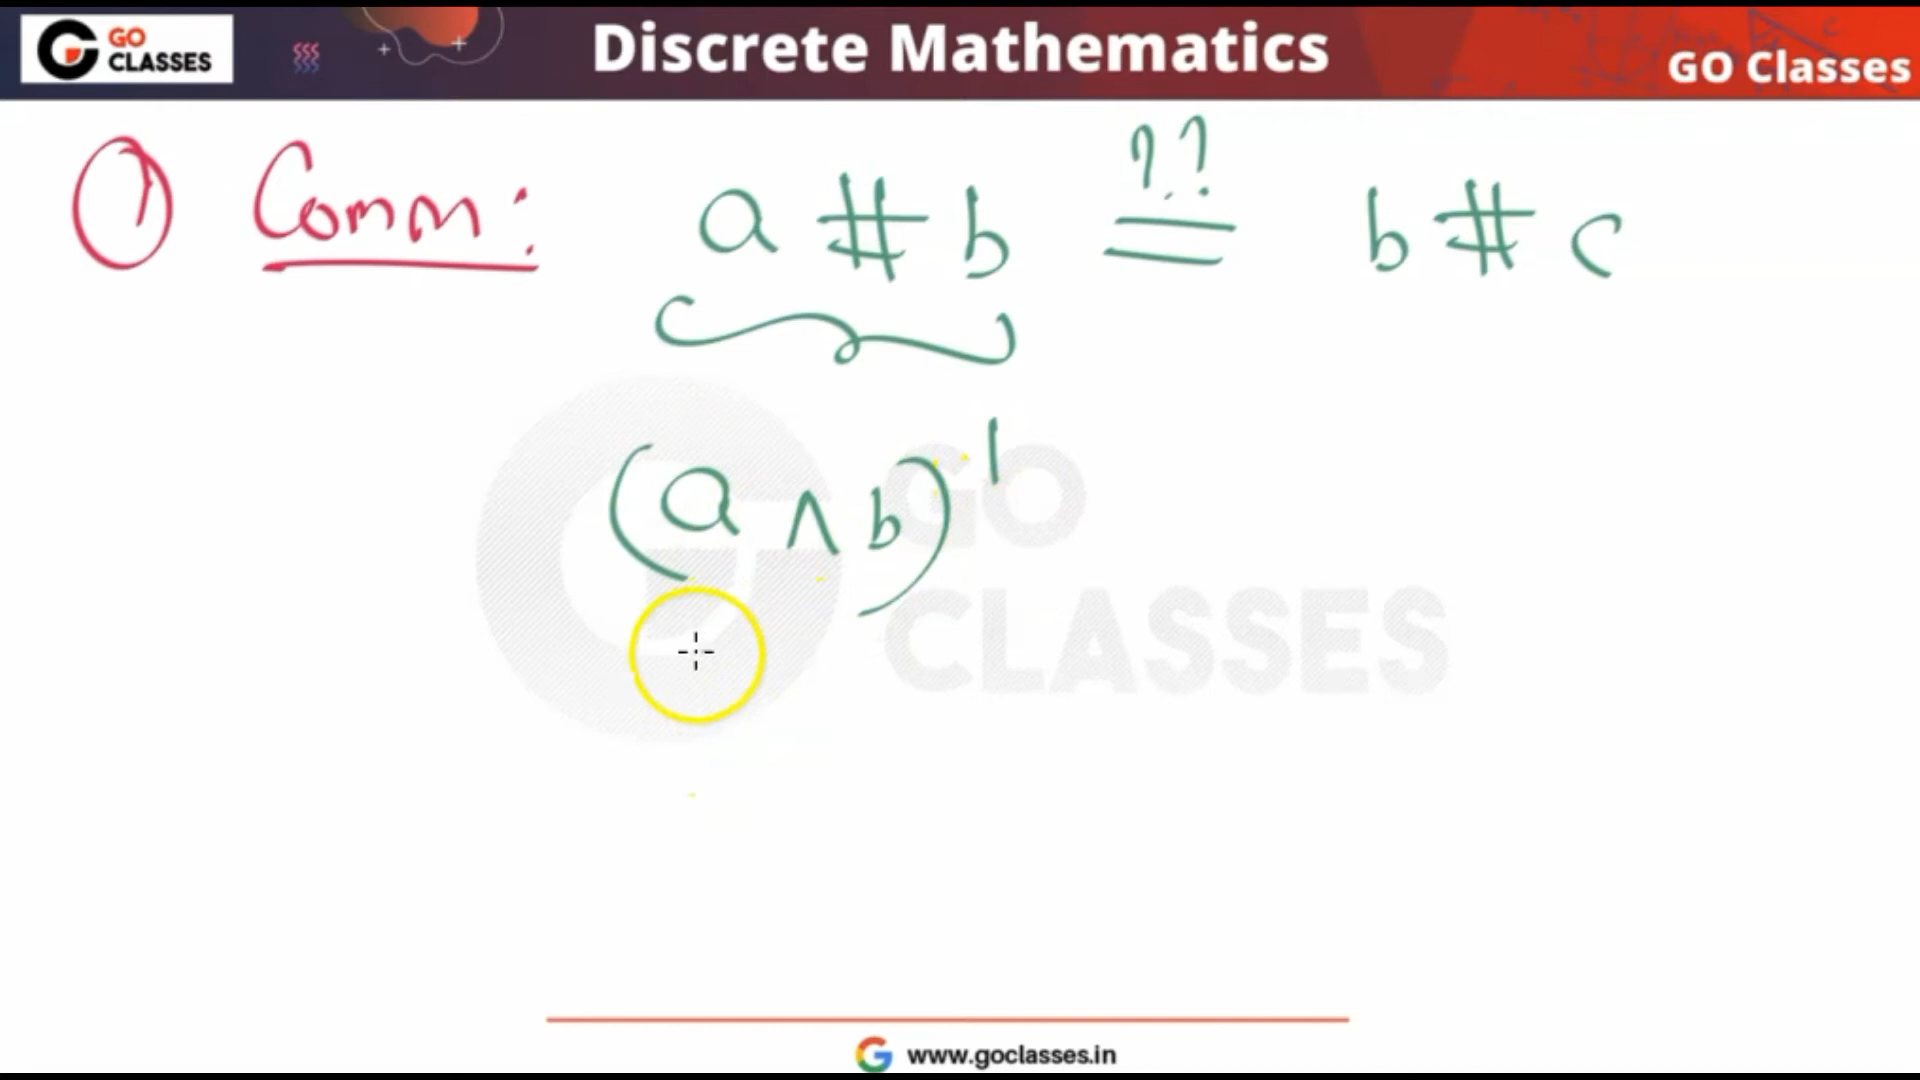 GO
CLASSES
Discrete Mathematics
GO Classes
① Comm: a # b =?? b # c
(a ∧ b)'
GO
CLASSES
www.goclasses.in